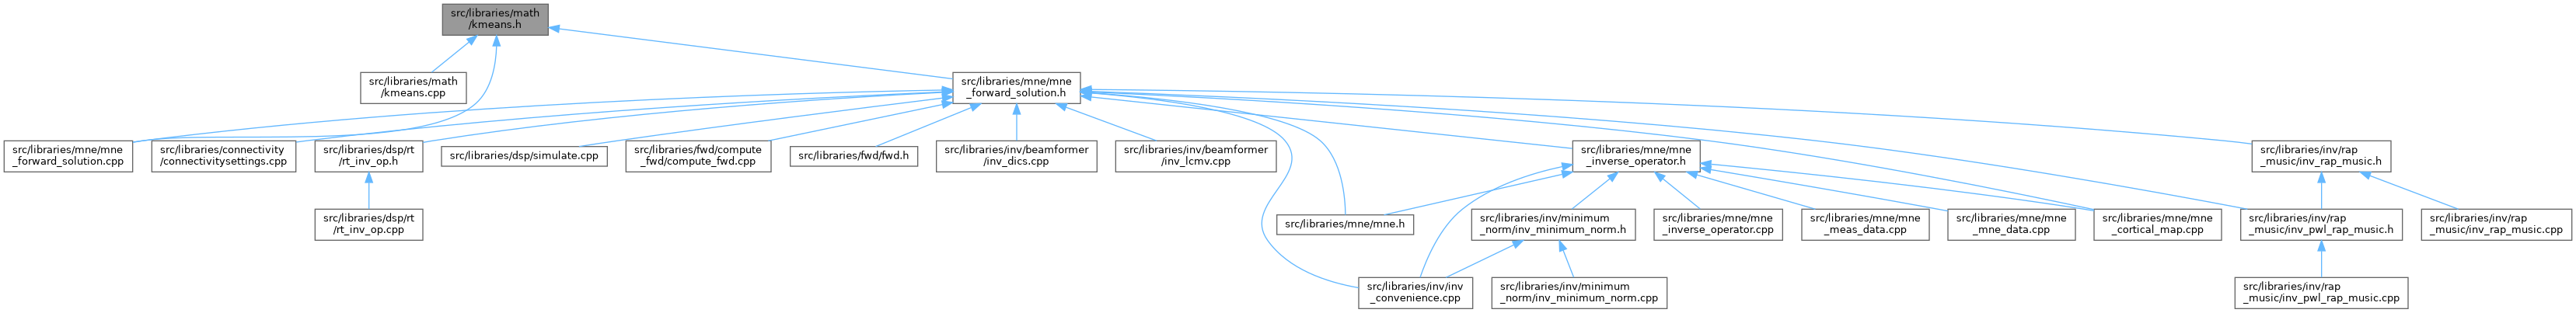 src/libraries/math
/kmeans.h
src/libraries/math
/kmeans.cpp
src/libraries/mne/mne
_forward_solution.h
src/libraries/mne/mne
_forward_solution.cpp
src/libraries/connectivity
/connectivitysettings.cpp
src/libraries/dsp/rt
/rt_inv_op.h
src/libraries/dsp/simulate.cpp
src/libraries/fwd/compute
_fwd/compute_fwd.cpp
src/libraries/fwd/fwd.h
src/libraries/inv/beamformer
/inv_dics.cpp
src/libraries/inv/beamformer
/inv_lcmv.cpp
src/libraries/mne/mne
_inverse_operator.h
src/libraries/inv/rap
_music/inv_rap_music.h
src/libraries/dsp/rt
/rt_inv_op.cpp
src/libraries/mne/mne.h
src/libraries/inv/minimum
_norm/inv_minimum_norm.h
src/libraries/mne/mne
_inverse_operator.cpp
src/libraries/mne/mne
_meas_data.cpp
src/libraries/mne/mne
_mne_data.cpp
src/libraries/mne/mne
_cortical_map.cpp
src/libraries/inv/rap
_music/inv_pwl_rap_music.h
src/libraries/inv/rap
_music/inv_rap_music.cpp
src/libraries/inv/inv
_convenience.cpp
src/libraries/inv/minimum
_norm/inv_minimum_norm.cpp
src/libraries/inv/rap
_music/inv_pwl_rap_music.cpp